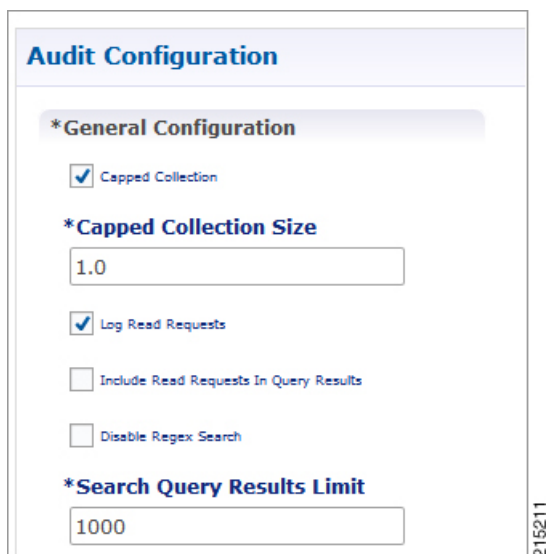 Audit Configuration
*General Configuration
Capped Collection
*Capped Collection Size
1.0
Log Read Requests
Include Read Requests In Query Results
Disable Regex Search
*Search Query Results Limit
1000
215211